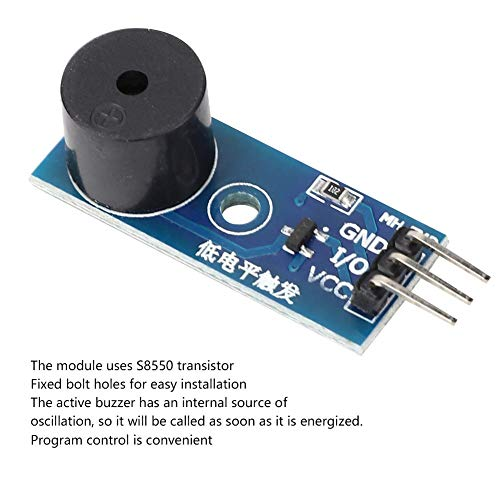 102
GND
I/O
VCC
低电平触发
The module uses S8550 transistor
Fixed bolt holes for easy installation
The active buzzer has an internal source of
oscillation, so it will be called as soon as it is energized.
Program control is convenient